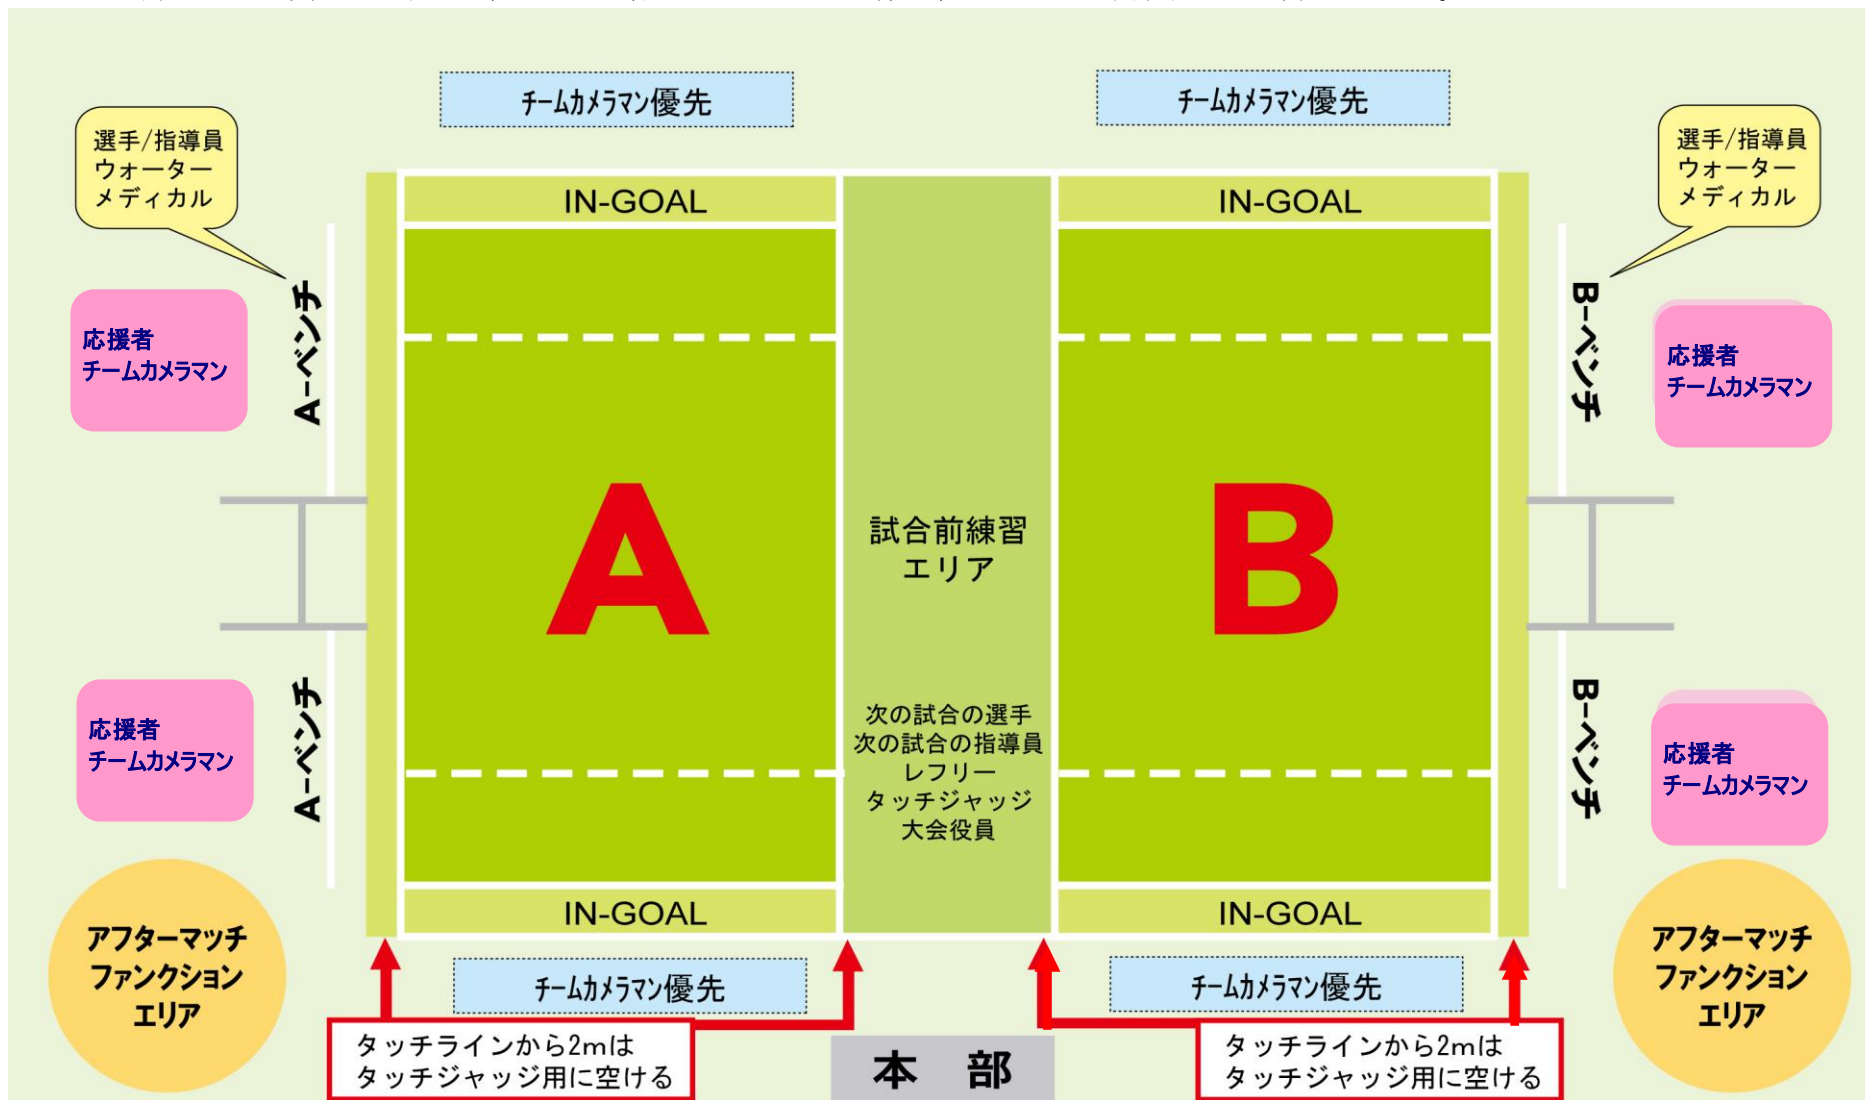 チームカメラマン優先
チームカメラマン優先
選手/指導員
ウォーター
メディカル
選手/指導員
ウォーター
メディカル
IN-GOAL
IN-GOAL
A-ベンチ
B-ベンチ
応援者
チームカメラマン
応援者
チームカメラマン
A
試合前練習
エリア
B
次の試合の選手
次の試合の指導員
レフリー
タッチジャッジ
大会役員
A-ベンチ
B-ベンチ
応援者
チームカメラマン
応援者
チームカメラマン
IN-GOAL
IN-GOAL
アフターマッチ
ファンクション
エリア
チームカメラマン優先
チームカメラマン優先
アフターマッチ
ファンクション
エリア
タッチラインから2mは
タッチジャッジ用に空ける
本 部
タッチラインから2mは
タッチジャッジ用に空ける